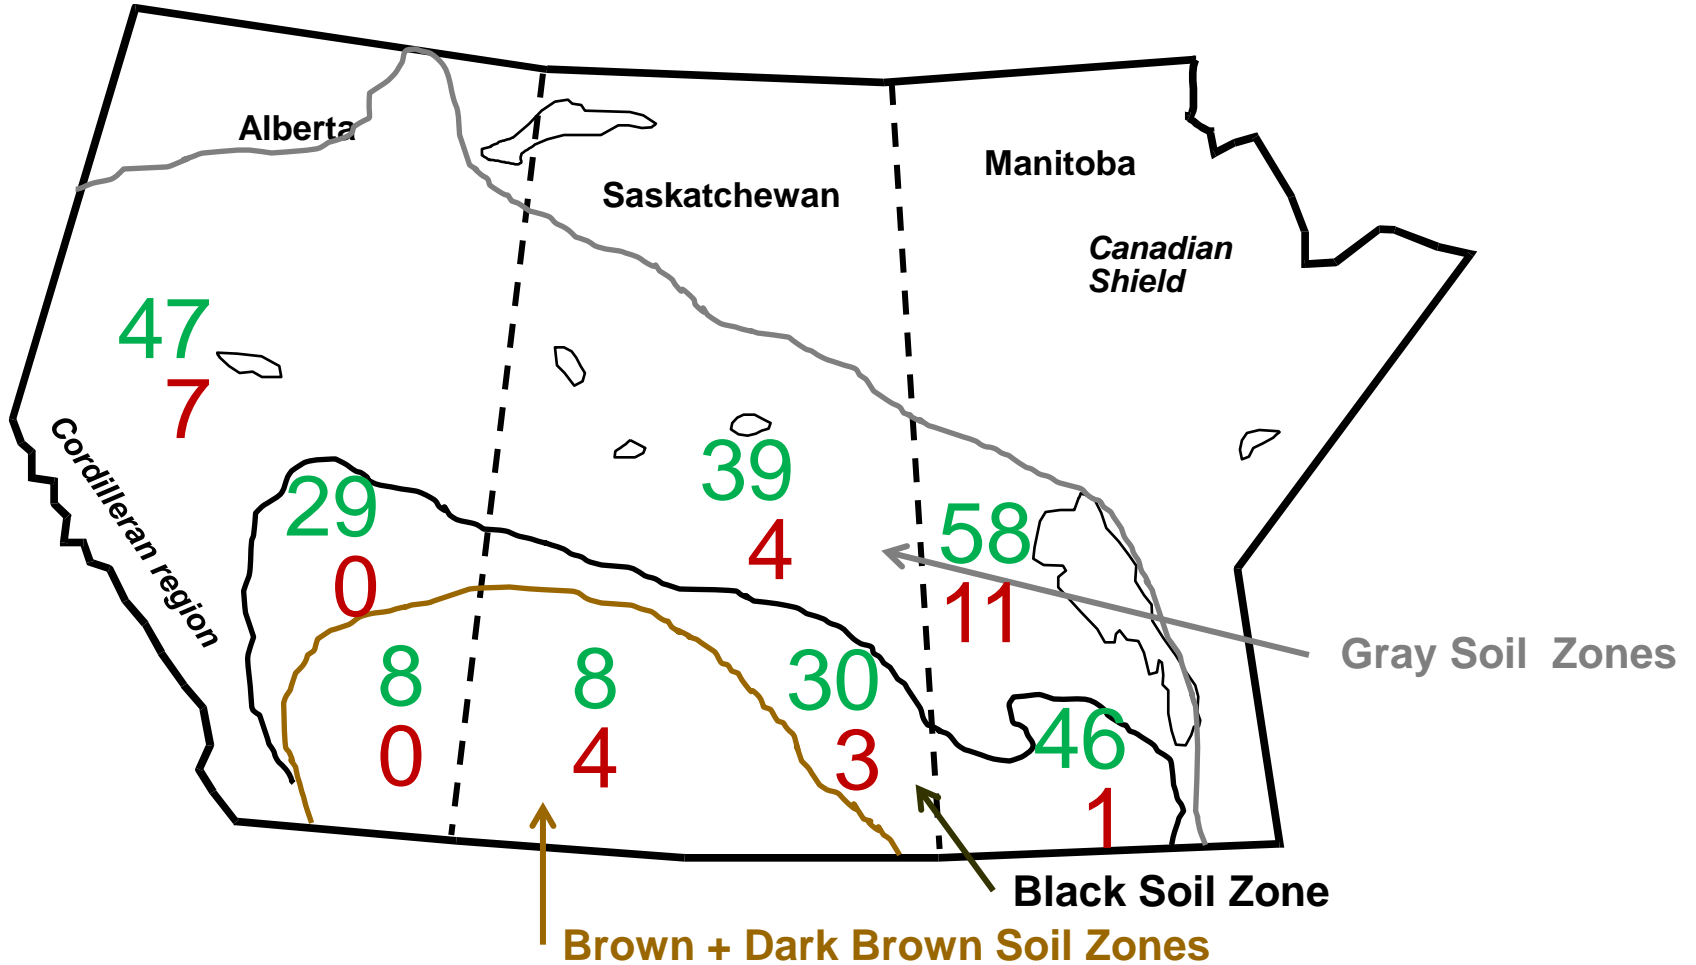 Alberta
Manitoba
Saskatchewan
Canadian
Shield
47
7
Cordilleran region
39
4
29
0
58
11
Gray Soil Zones
8
0
8
4
30
3
46
1
Black Soil Zone
Brown + Dark Brown Soil Zones